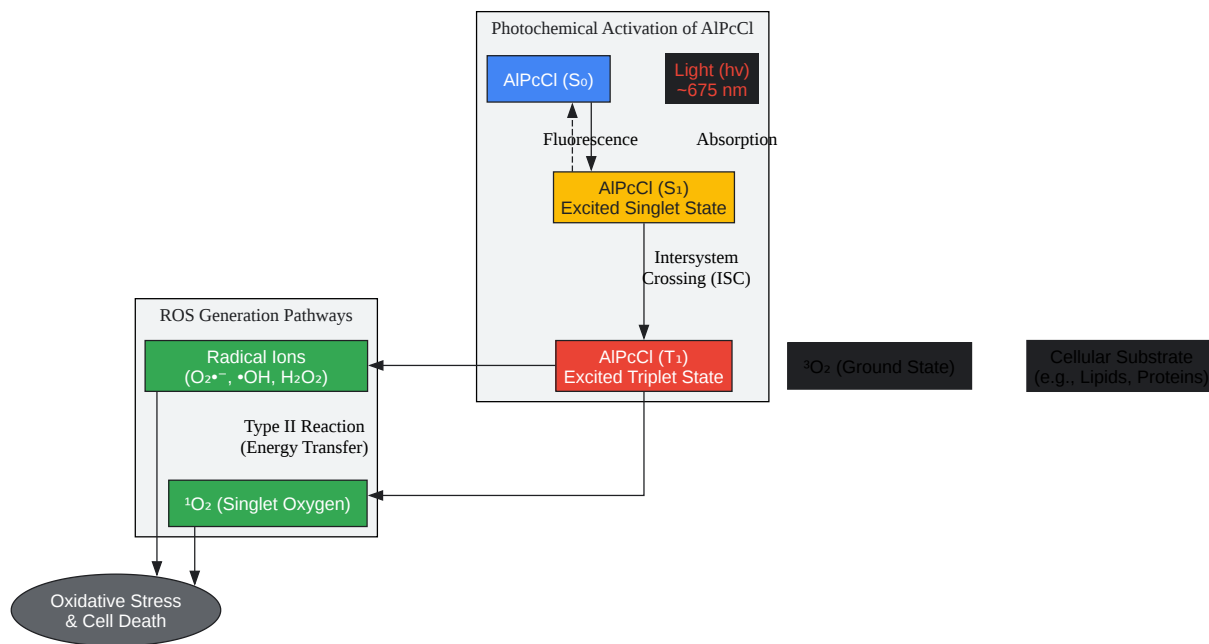 Photochemical Activation of AlPcCl
AlPcCl (S₀)
Light (hv)
~675 nm
Fluorescence
Absorption
AlPcCl (S₁)
Excited Singlet State
Intersystem
Crossing (ISC)
ROS Generation Pathways
Radical Ions
(O₂•⁻, •OH, H₂O₂)
AlPcCl (T₁)
Excited Triplet State
³O₂ (Ground State)
Cellular Substrate
(e.g., Lipids, Proteins)
Type II Reaction
(Energy Transfer)
¹O₂ (Singlet Oxygen)
Oxidative Stress
& Cell Death